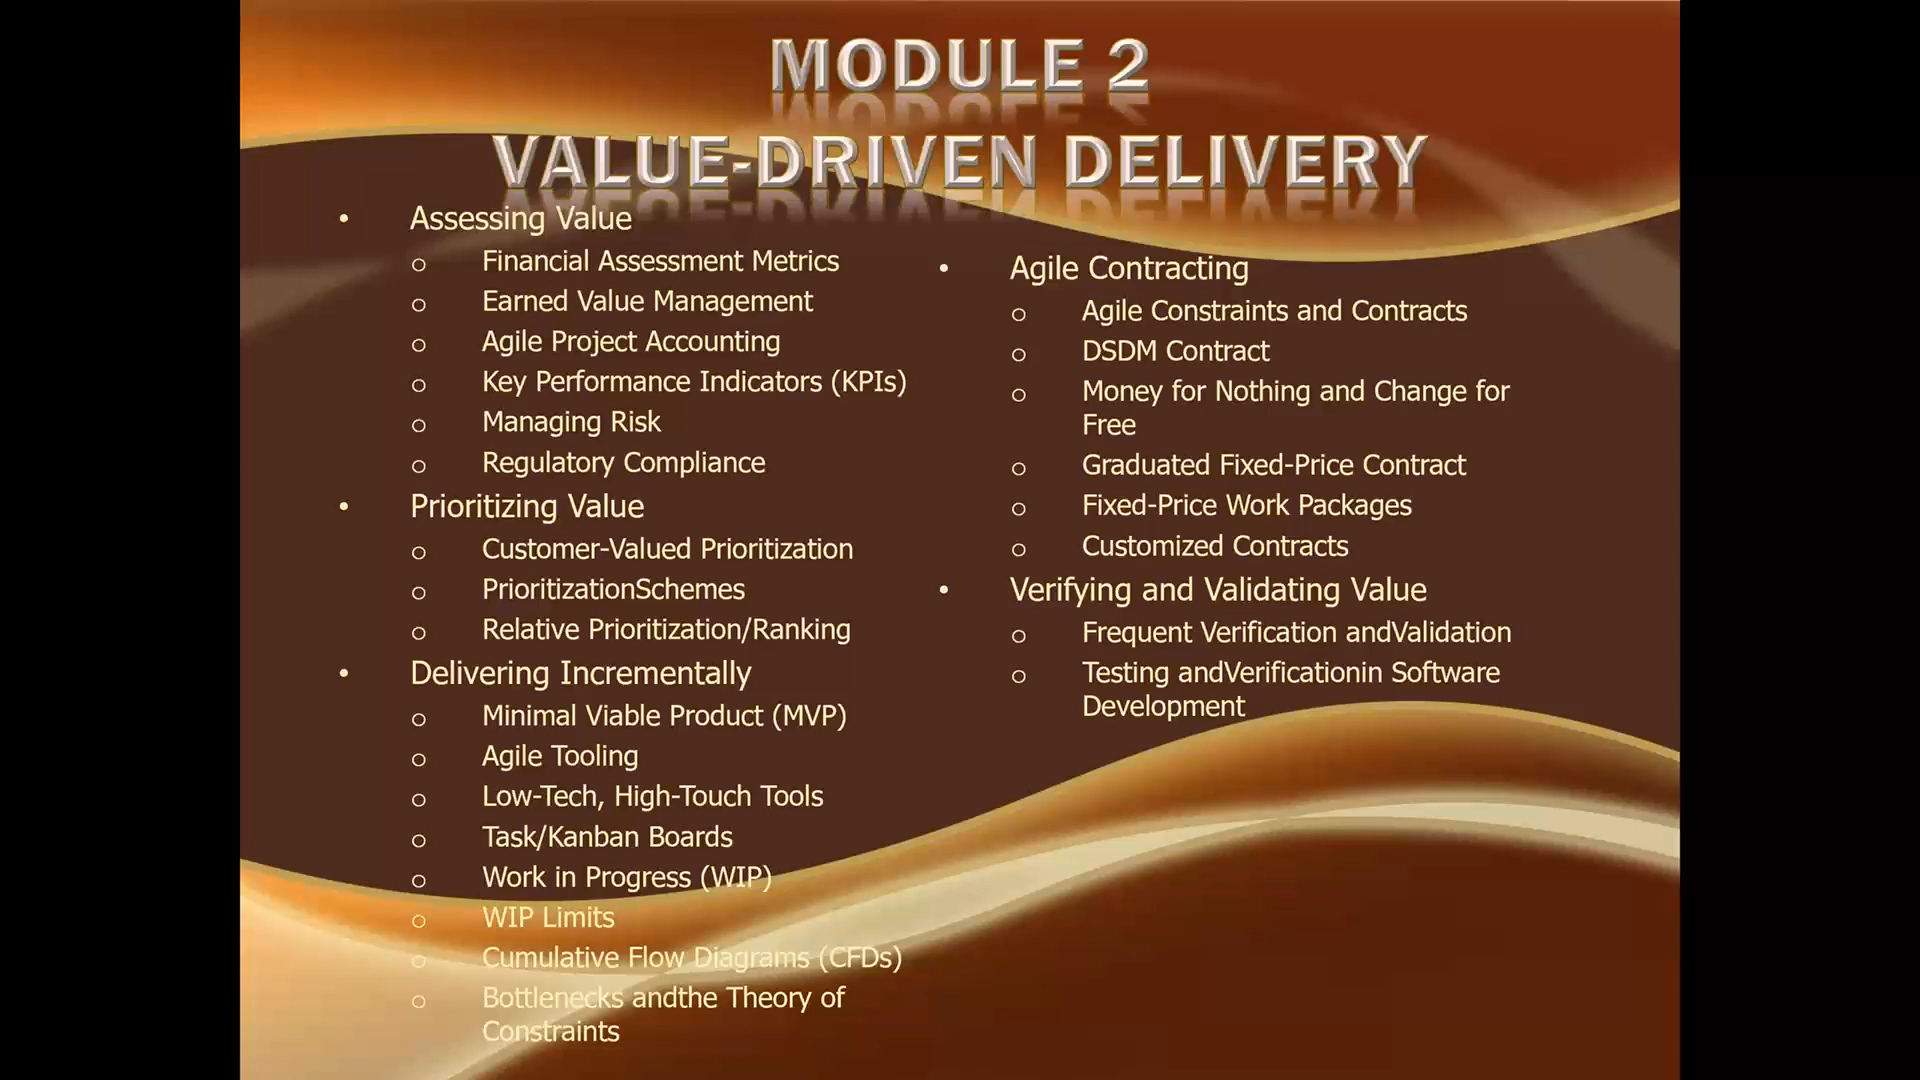 MODULE 2
VALUE-DRIVEN DELIVERY
• Assessing Value
o Financial Assessment Metrics
o Earned Value Management
o Agile Project Accounting
o Key Performance Indicators (KPIs)
o Managing Risk
o Regulatory Compliance
• Prioritizing Value
o Customer-Valued Prioritization
o PrioritizationSchemes
o Relative Prioritization/Ranking
• Delivering Incrementally
o Minimal Viable Product (MVP)
o Agile Tooling
o Low-Tech, High-Touch Tools
o Task/Kanban Boards
o Work in Progress (WIP)
o WIP Limits
o Cumulative Flow Diagrams (CFDs)
o Bottlenecks andthe Theory of
Constraints
• Agile Contracting
o Agile Constraints and Contracts
o DSDM Contract
o Money for Nothing and Change for
Free
o Graduated Fixed-Price Contract
o Fixed-Price Work Packages
o Customized Contracts
• Verifying and Validating Value
o Frequent Verification andValidation
o Testing andVerificationin Software
Development